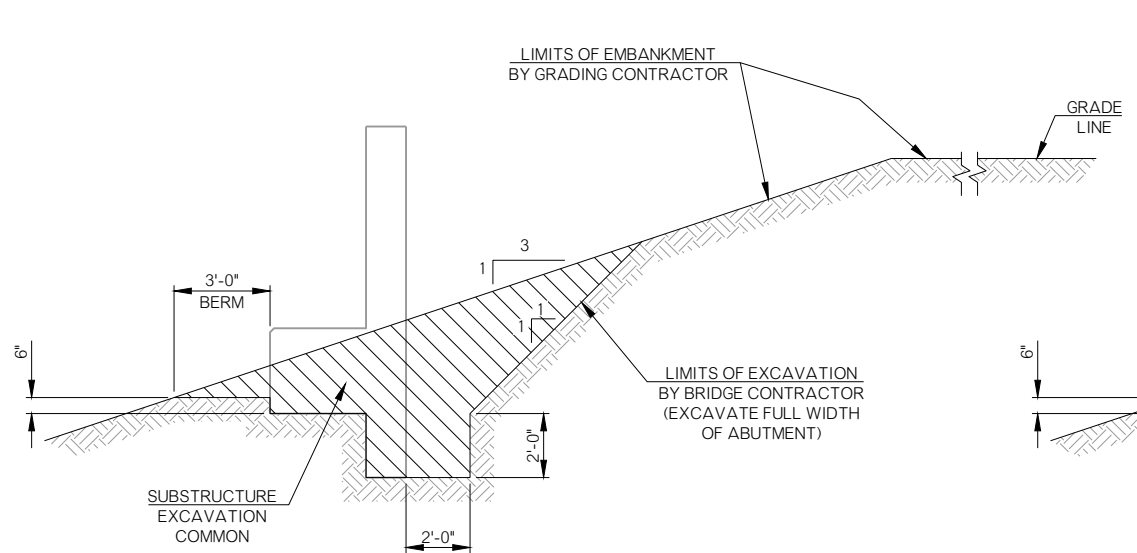 LIMITS OF EMBANKMENT
BY GRADING CONTRACTOR
GRADE
LINE
3
1
3'-0"
BERM
1
1
6"
6"
LIMITS OF EXCAVATION
BY BRIDGE CONTRACTOR
(EXCAVATE FULL WIDTH
OF ABUTMENT)
2'-0"
SUBSTRUCTURE
EXCAVATION
COMMON
2'-0"